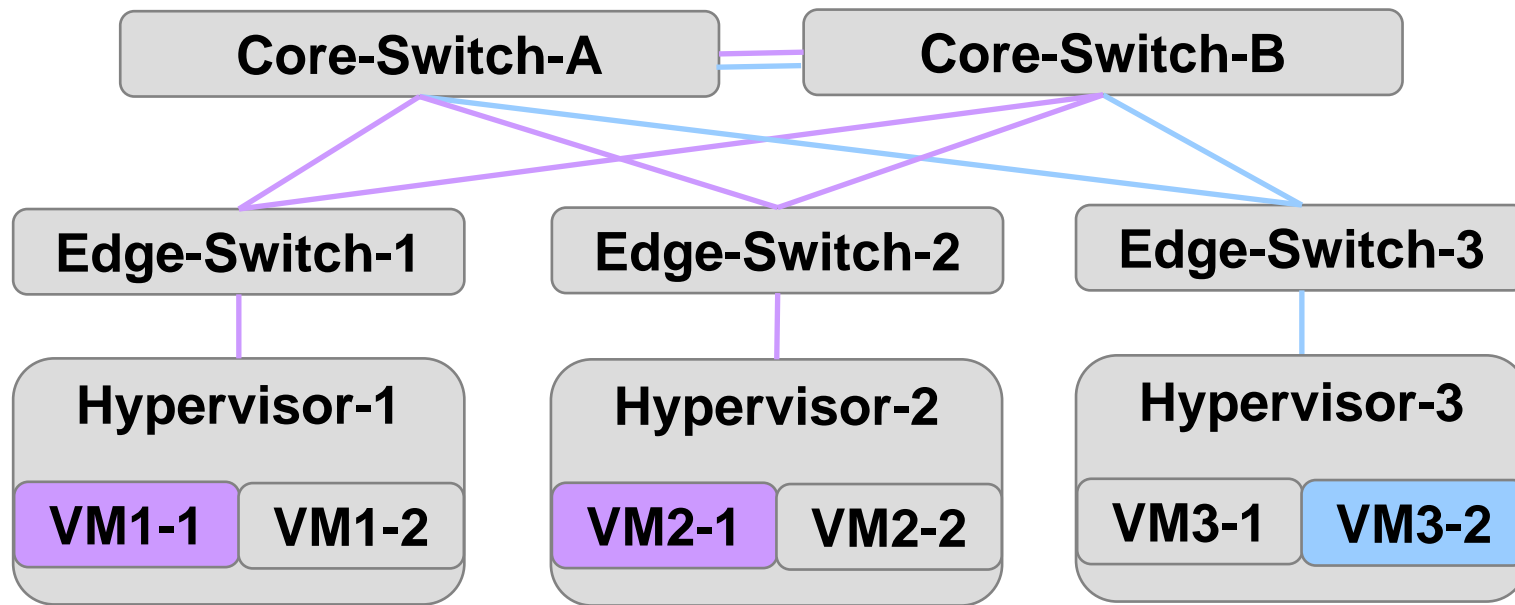 Core-Switch-A
Core-Switch-B
Edge-Switch-1
Edge-Switch-2
Edge-Switch-3
Hypervisor-1
Hypervisor-2
Hypervisor-3
VM1-1
VM1-2
VM2-1
VM2-2
VM3-1
VM3-2